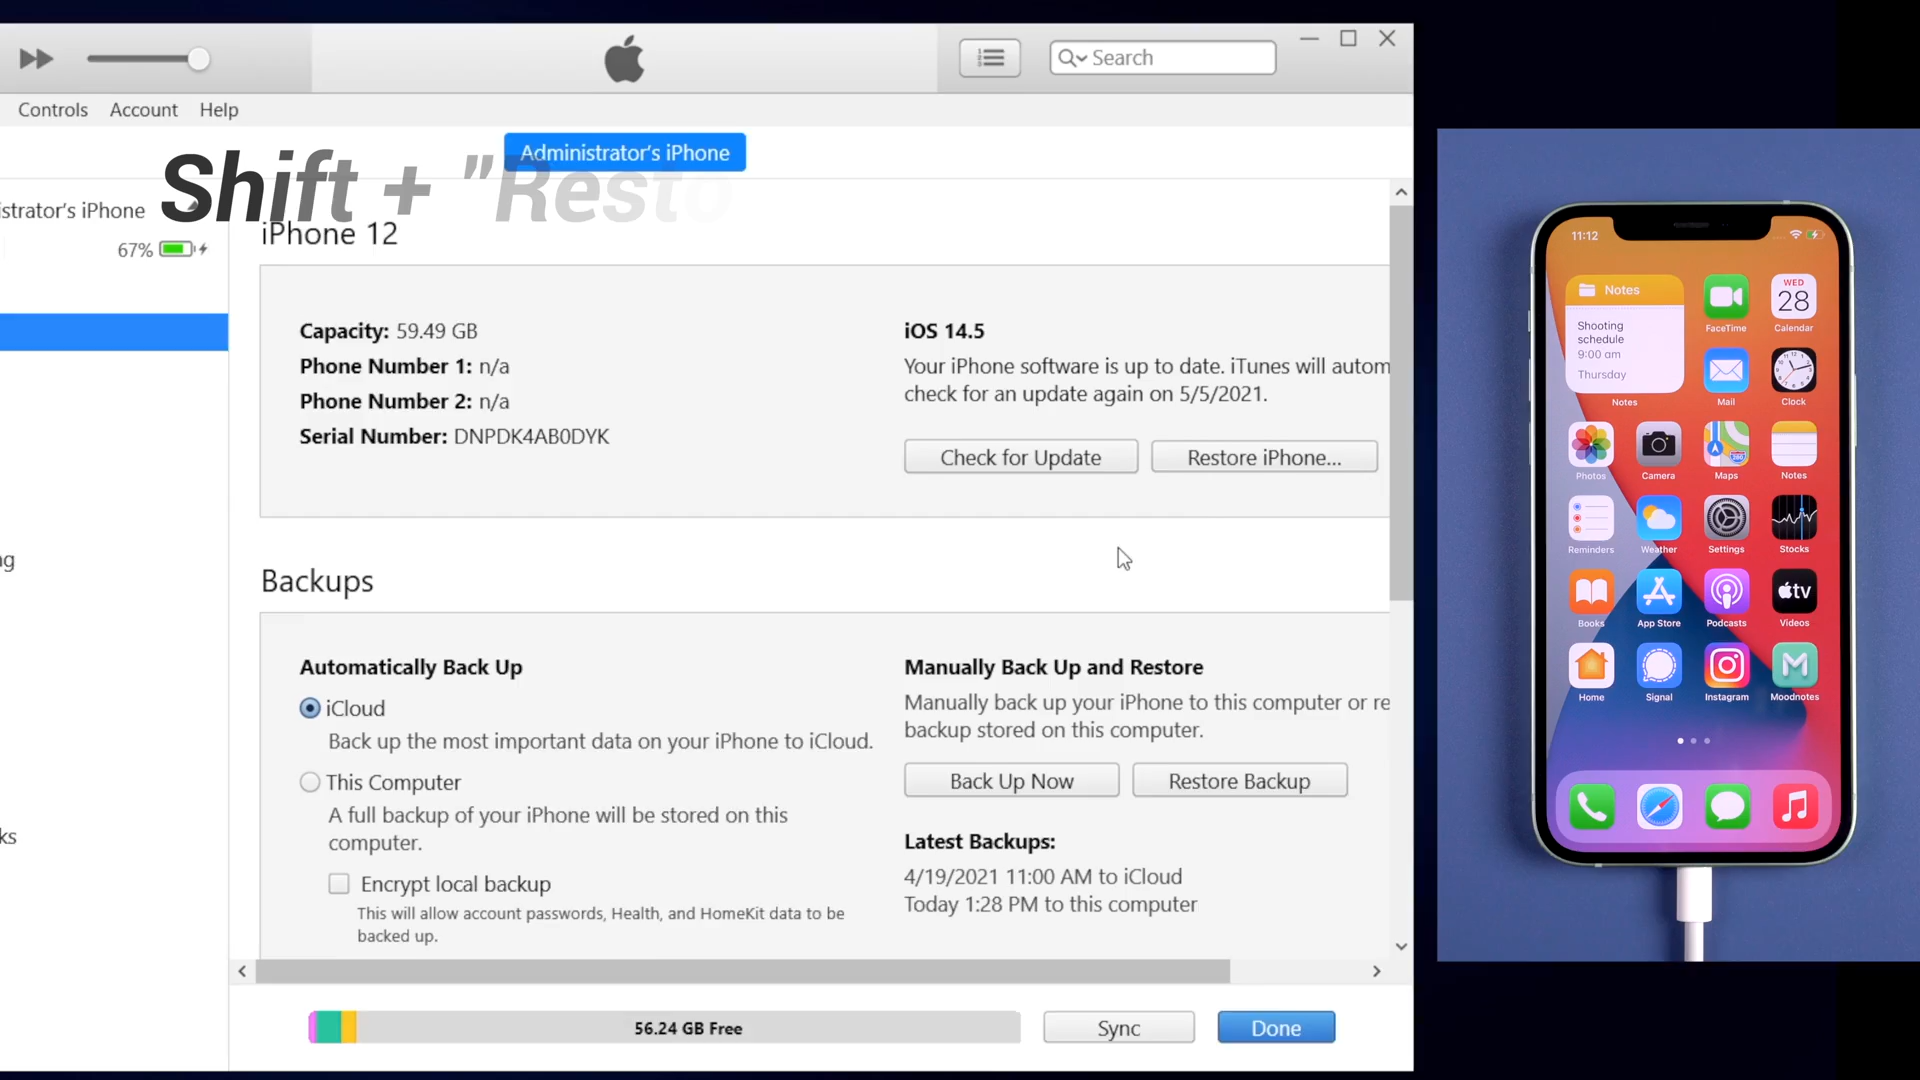 Search
Controls Account Help
Administrator's iPhone
Shift + "Resto
istrator's iPhone
67%
iPhone 12
Capacity: 59.49 GB
Phone Number 1: n/a
Phone Number 2: n/a
Serial Number: DNPDK4AB0DYK
iOS 14.5
Your iPhone software is up to date. iTunes will autom
check for an update again on 5/5/2021.
Check for Update
Restore iPhone...
ng
ks
Backups
Automatically Back Up
iCloud
Back up the most important data on your iPhone to iCloud.
This Computer
A full backup of your iPhone will be stored on this
computer.
Encrypt local backup
This will allow account passwords, Health, and HomeKit data to be
backed up.
Manually Back Up and Restore
Manually back up your iPhone to this computer or re
backup stored on this computer.
Back Up Now
Restore Backup
Latest Backups:
4/19/2021 11:00 AM to iCloud
Today 1:28 PM to this computer
56.24 GB Free
Sync
Done
11:12
Notes
Shooting
schedule
9:00 am
Thursday
Notes
FaceTime
WED
28
Calendar
Mail
Clock
Photos
Camera
280
Maps
Notes
Reminders
Weather
Settings
Stocks
Books
App Store
Podcasts
tv
Videos
Home
Signal
Instagram
M
Moodnotes